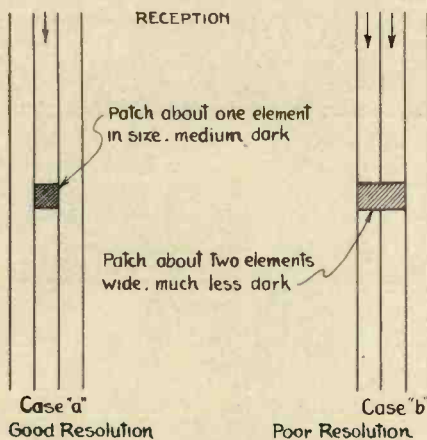 RECEPTION
Patch about one element
in size. medium dark
Patch about two elements
wide. much less dark
Case "a"
Good Resolution
Case "b"
Poor Resolution